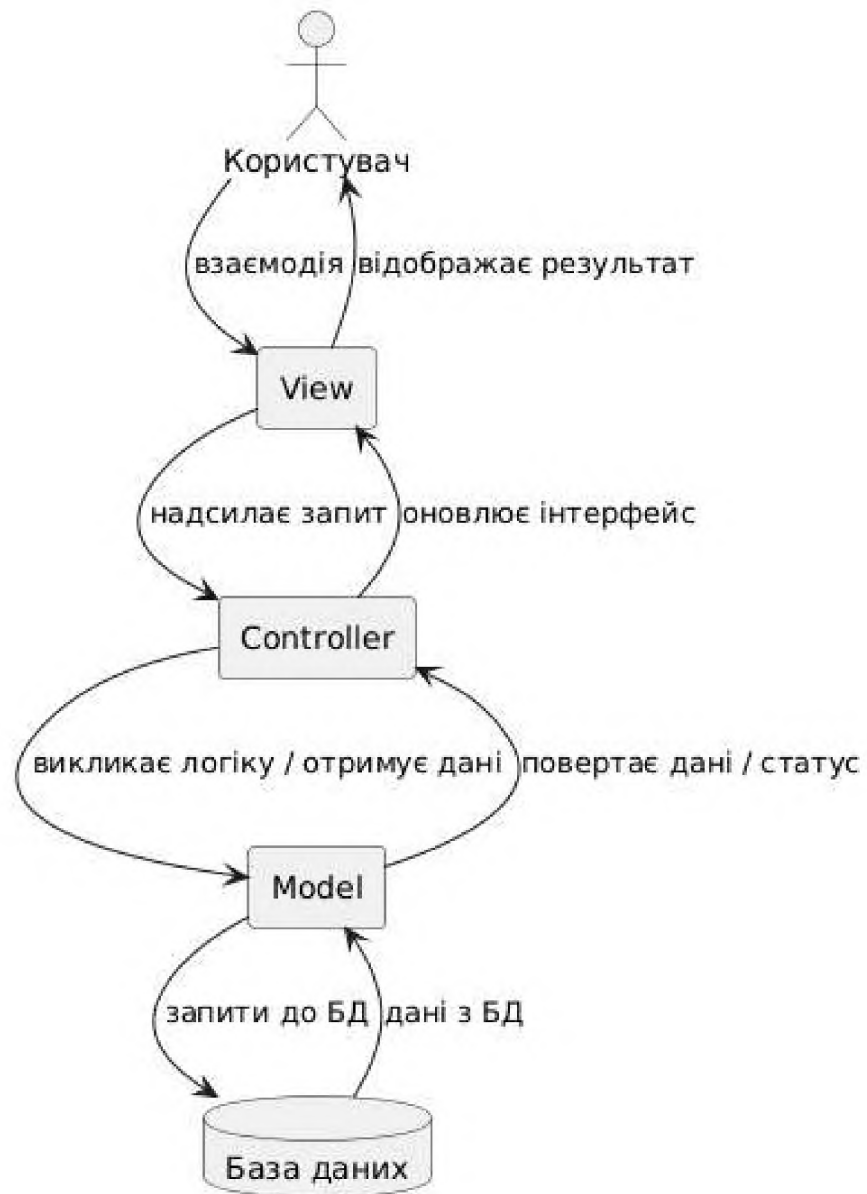 Користувач
взаємодія
відображає результат
View
надсилає запит
оновлює інтерфейс
Controller
викликає логіку / отримує дані
повертає дані / статус
Model
запити до БД
дані з БД
База даних